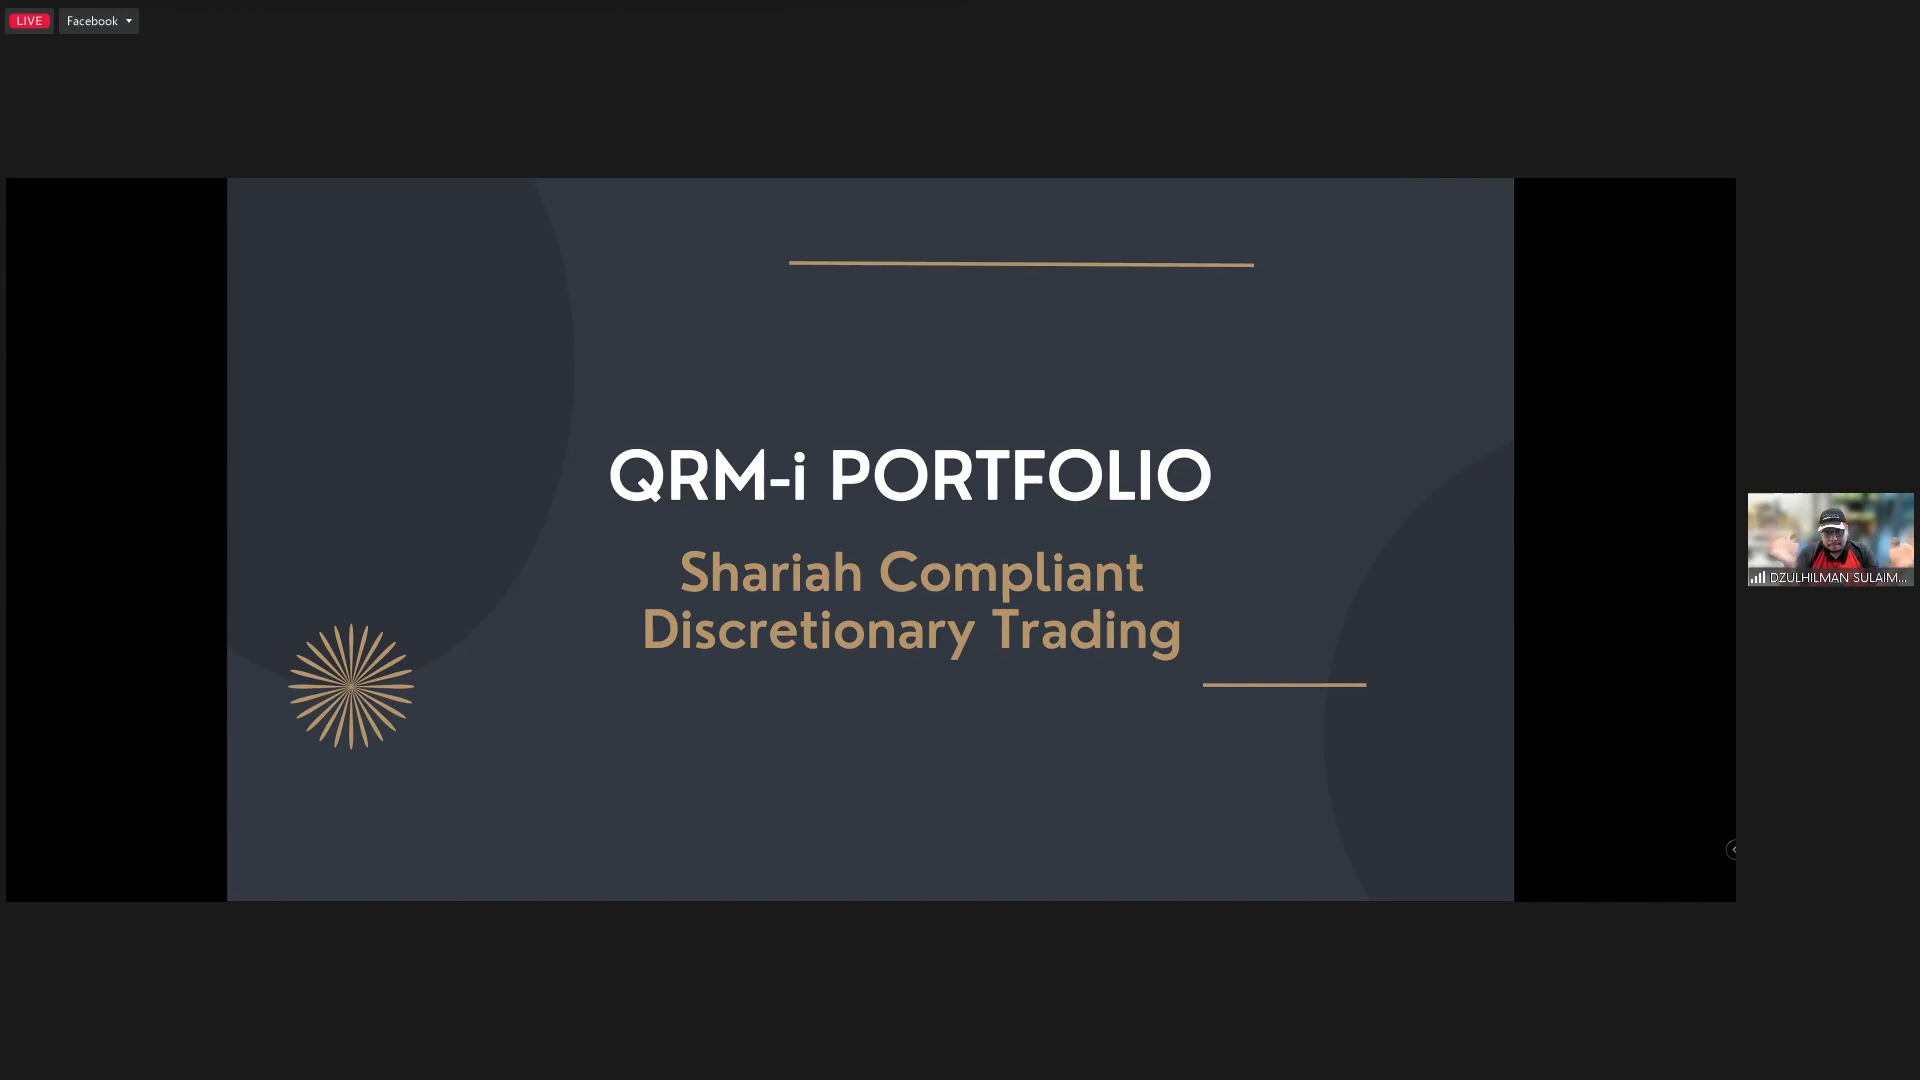 LIVE
Facebook
QRM-i PORTFOLIO
Shariah Compliant
Discretionary Trading
DZULHILMAN SULAIM...